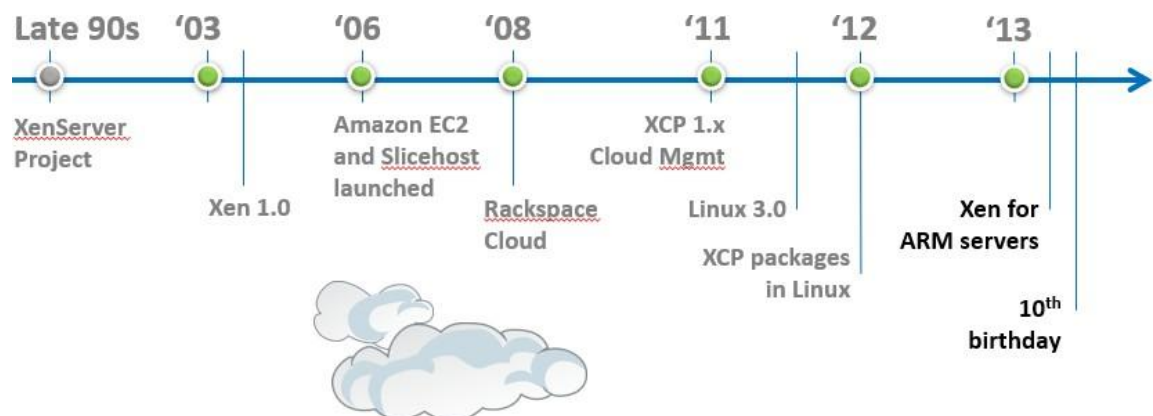 Late 90s
‘03
‘06
‘08
‘11
‘12
‘13
XenServer
Project
Xen 1.0
Amazon EC2
and Slicehost
launched
Rackspace
Cloud
XCP 1.x
Cloud Mgmt
Linux 3.0
XCP packages
in Linux
Xen for
ARM servers
10th
birthday